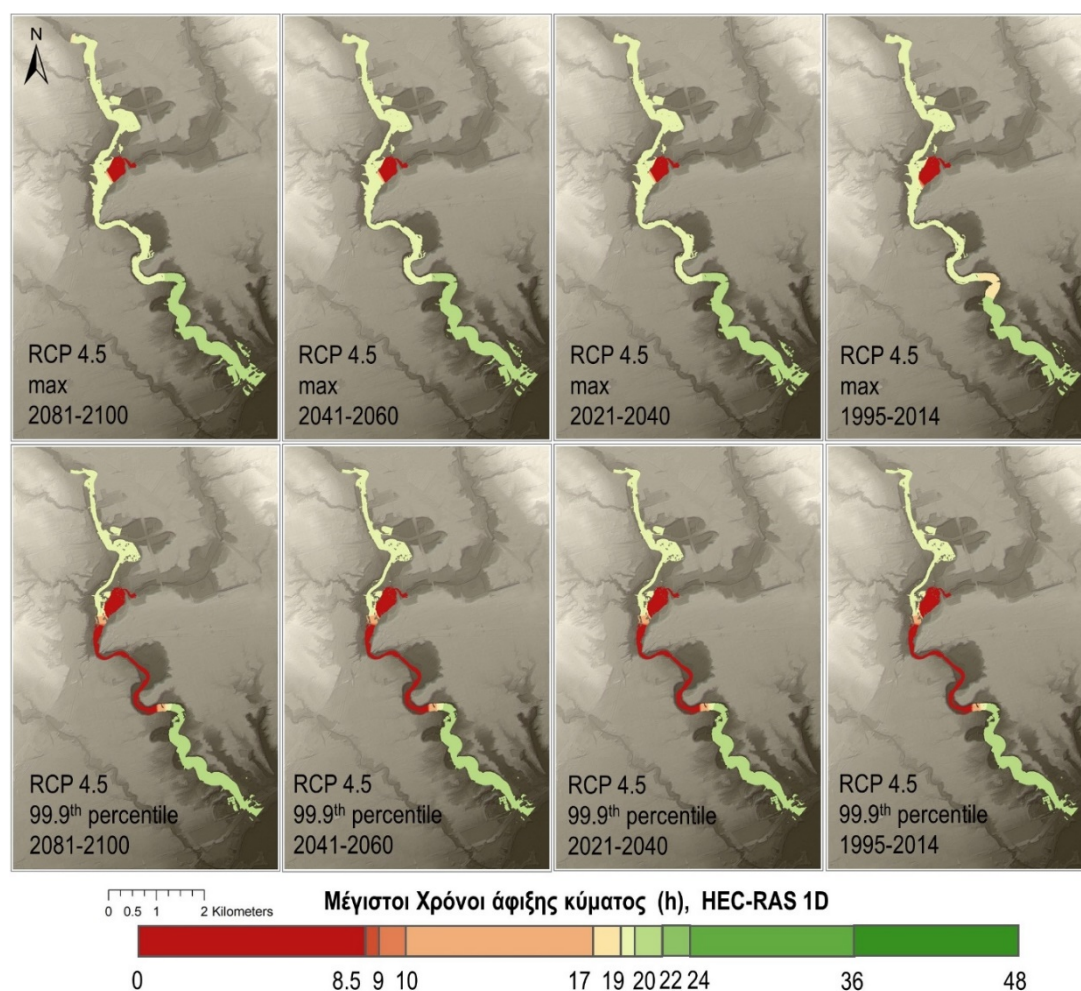 N
RCP 4.5
max
2081-2100
RCP 4.5
max
2041-2060
RCP 4.5
max
2021-2040
RCP 4.5
max
1995-2014
RCP 4.5
99.9th percentile
2081-2100
RCP 4.5
99.9th percentile
2041-2060
RCP 4.5
99.9th percentile
2021-2040
RCP 4.5
99.9th percentile
1995-2014
0 0.5 1 2 Kilometers
Μέγιστοι Χρόνοι άφιξης κύματος (h), HEC-RAS 1D
0 8.5 9 10 17 19 20 22 24 36 48